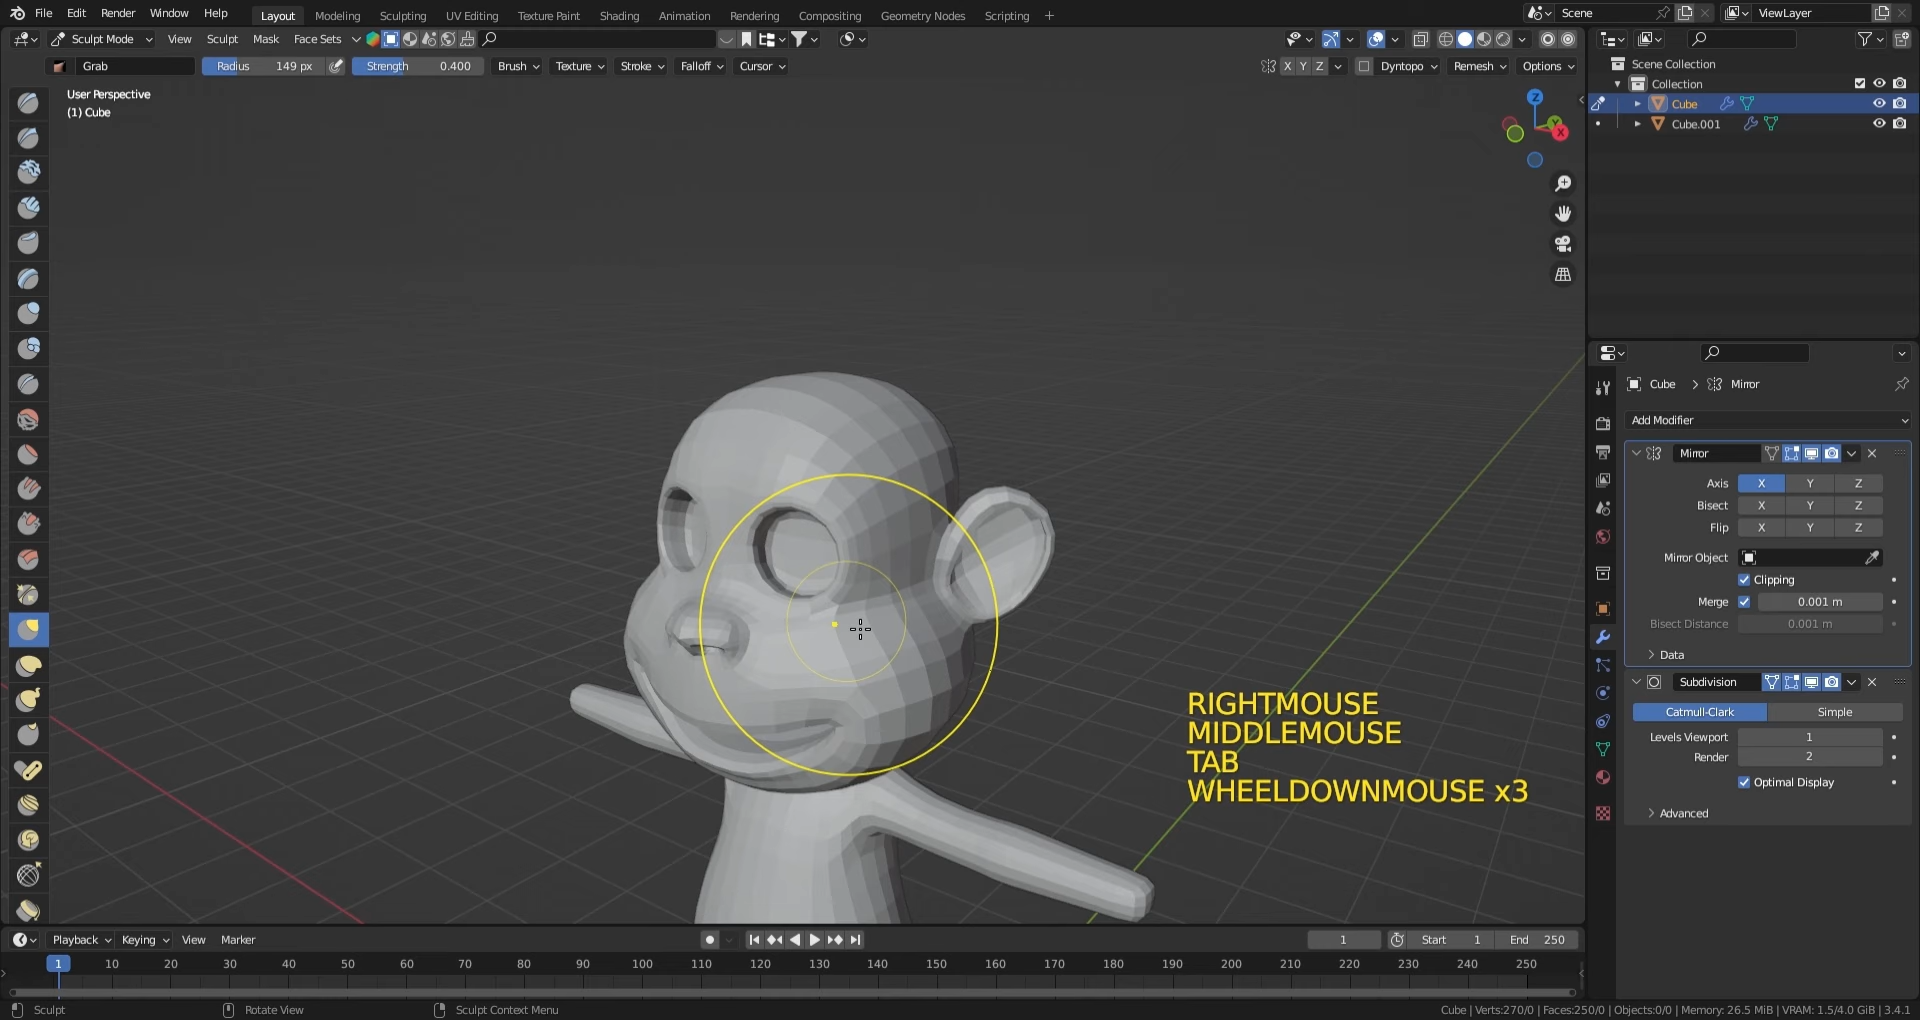 File Edit Render Window Help Layout Modeling Sculpting UV Editing Texture Paint Shading Animation Rendering Compositing Geometry Nodes Scripting + Scene ViewLayer
Sculpt Mode View Sculpt Mask Face Sets
Grab Radius 149 px Strength 0.400 Brush Texture Stroke Falloff Cursor X Y Z Dyntopo Remesh Options
User Perspective
(1) Cube
Z
Y
X
Scene Collection
Collection
Cube
Cube.001
Cube > Mirror
Add Modifier
Mirror
Axis X Y Z
Bisect X Y Z
Flip X Y Z
Mirror Object
Clipping
Merge 0.001 m
Bisect Distance 0.001 m
Data
Subdivision
Catmull-Clark Simple
Levels Viewport 1
Render 2
Optimal Display
Advanced
RIGHTMOUSE
MIDDLEMOUSE
TAB
WHEELDOWNMOUSE x3
Playback Keying View Marker 1 Start 1 End 250
1 10 20 30 40 50 60 70 80 90 100 110 120 130 140 150 160 170 180 190 200 210 220 230 240 250
Sculpt Rotate View Sculpt Context Menu Cube | Verts:270/0 | Faces:250/0 | Objects:0/0 | Memory: 26.5 MiB | VRAM: 1.5/4.0 GiB | 3.4.1